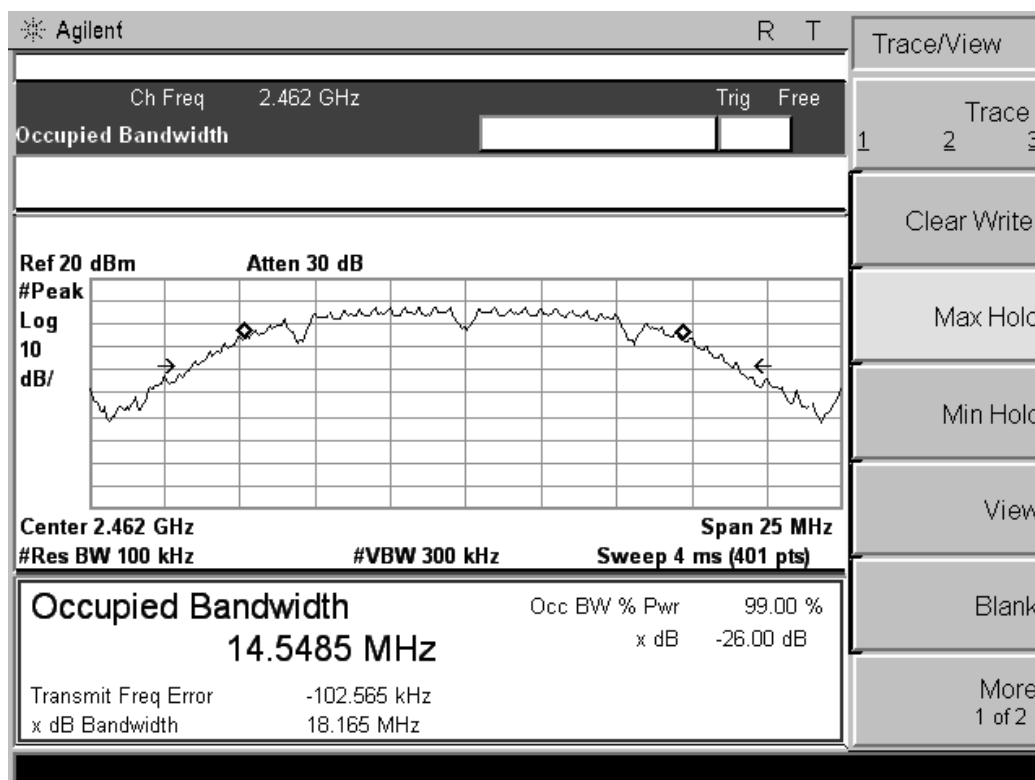 Agilent R T
Trace/View
Ch Freq 2.462 GHz Trig Free
Occupied Bandwidth
Trace
1 2 3
Clear Write
Ref 20 dBm Atten 30 dB
#Peak
Log
10
dB/
Max Hold
Min Hold
View
Center 2.462 GHz Span 25 MHz
#Res BW 100 kHz #VBW 300 kHz Sweep 4 ms (401 pts)
Occupied Bandwidth
14.5485 MHz
Occ BW % Pwr 99.00 %
x dB -26.00 dB
Blank
Transmit Freq Error -102.565 kHz
x dB Bandwidth 18.165 MHz
More
1 of 2